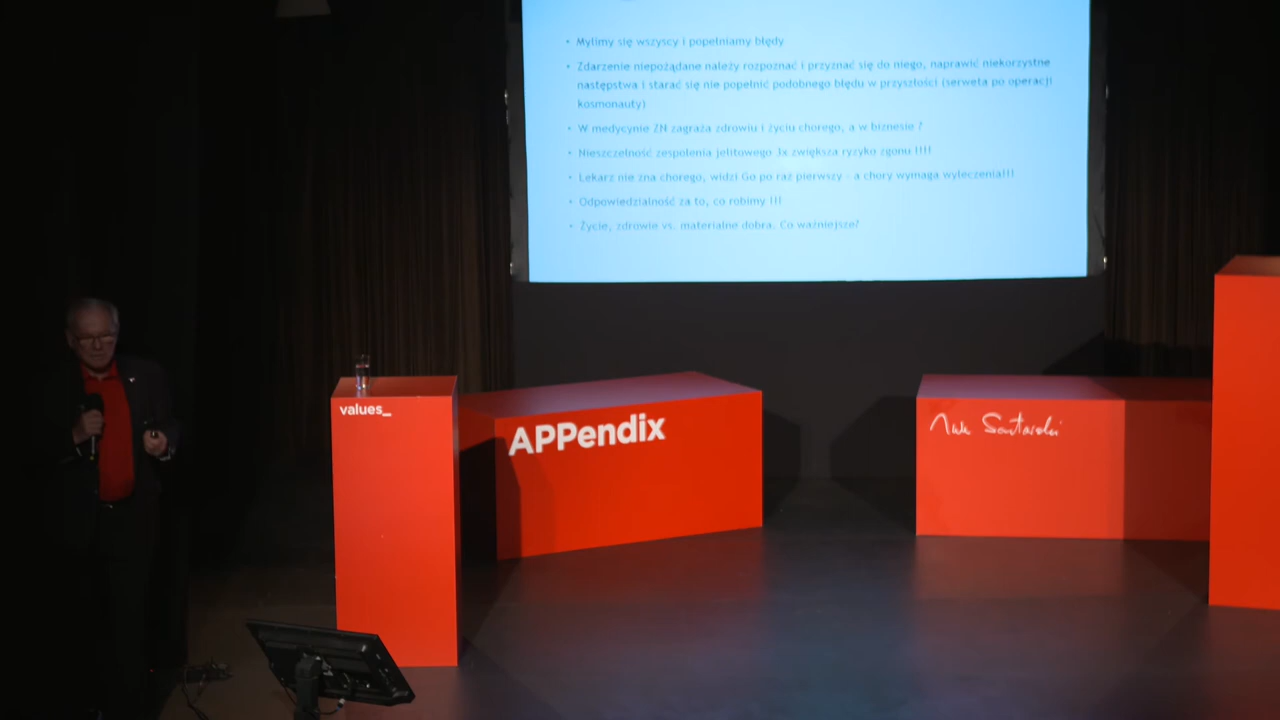 • Mylimy się wszyscy i popełniamy błędy
• Zdarzenie niepożądane należy rozpoznać i przyznać się do niego, naprawić niekorzystne
następstwa i starać się nie popełnić podobnego błędu w przyszłości (serweta po operacji
kosmonauty)
• W medycynie ZN zagraża zdrowiu i życiu chorego, a w biznesie ?
• Nieszczelność zespolenia jelitowego 3x zwiększa ryzyko zgonu !!!!
• Lekarz nie zna chorego, widzi Go po raz pierwszy - a chory wymaga wyleczenia!!!
• Odpowiedzialność za to, co robimy !!!
• Życie, zdrowie vs. materialne dobra. Co ważniejsze?
values_
APPendix